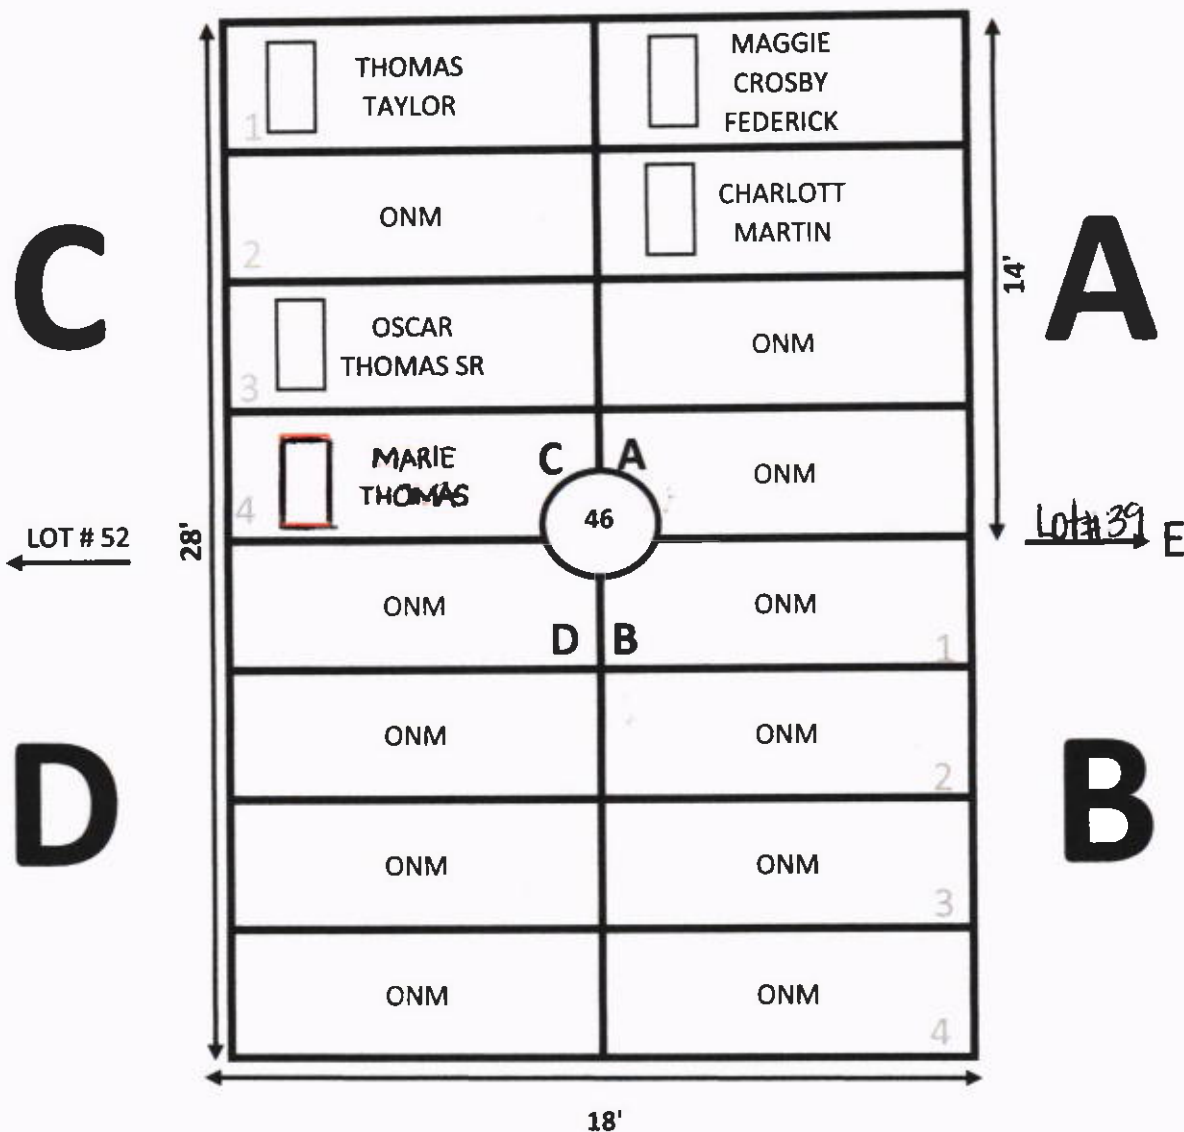 THOMAS
TAYLOR
1
MAGGIE
CROSBY
FEDERICK
ONM
2
CHARLOTT
MARTIN
C
A
14'
OSCAR
THOMAS SR
3
ONM
MARIE
THOMAS
4
C A
ONM
46
LOT # 52
28'
Lot# 39
E
ONM
D B
ONM
1
ONM
ONM
2
D
B
ONM
ONM
3
ONM
ONM
4
18'